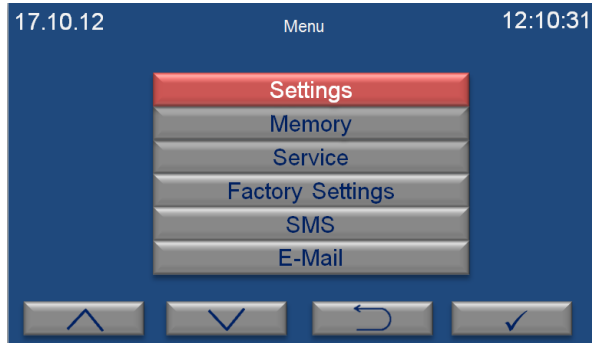 17.10.12 Menu 12:10:31
Settings
Memory
Service
Factory Settings
SMS
E-Mail